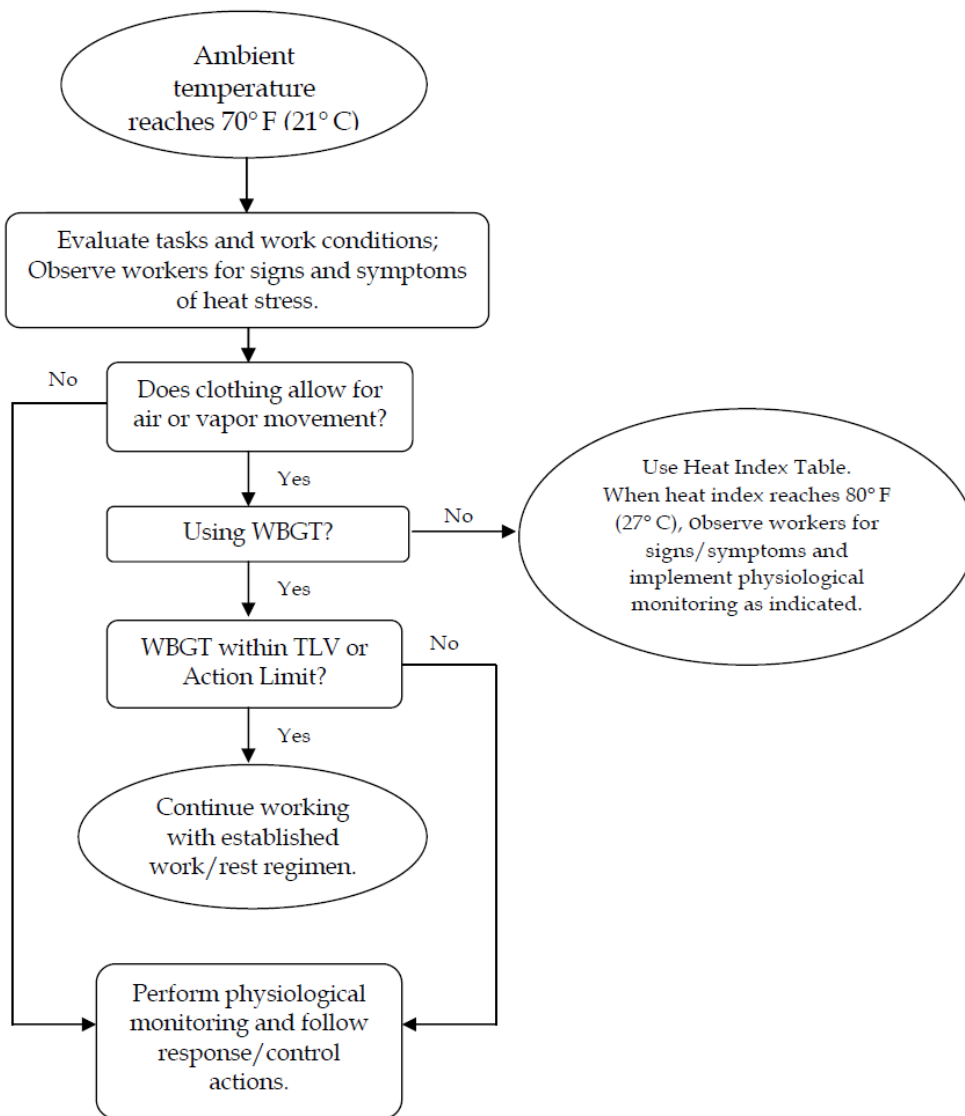 Ambient
temperature
reaches 70° F (21° C)
Evaluate tasks and work conditions;
Observe workers for signs and symptoms
of heat stress.
No
Does clothing allow for
air or vapor movement?
Yes
Using WBGT?
No
Use Heat Index Table.
When heat index reaches 80° F
(27° C), Observe workers for
signs/symptoms and
implement physiological
monitoring as indicated.
Yes
WBGT within TLV or
Action Limit?
No
Yes
Continue working
with established
work/rest regimen.
Perform physiological
monitoring and follow
response/control
actions.